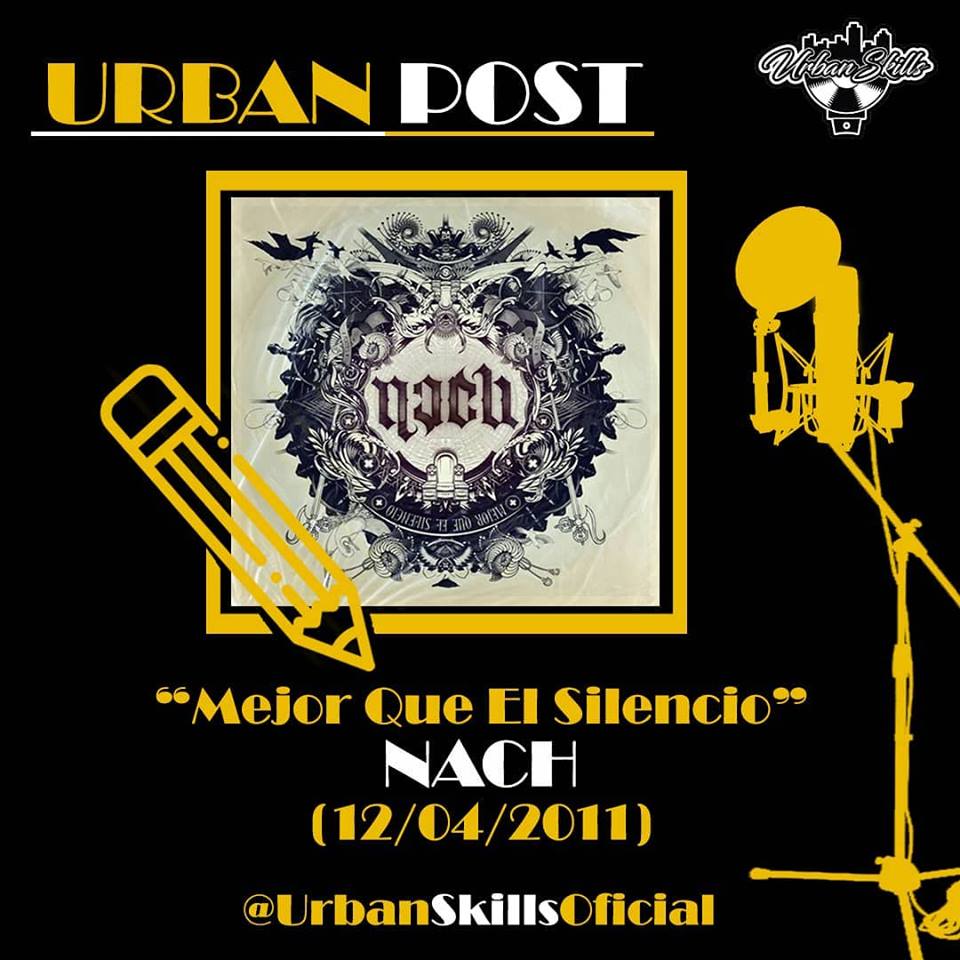 URBAN POST
Urban Skills
nach
MEJOR QUE EL SILENCIO
“Mejor Que El Silencio”
NACH
(12/04/2011)
@UrbanSkillsOficial